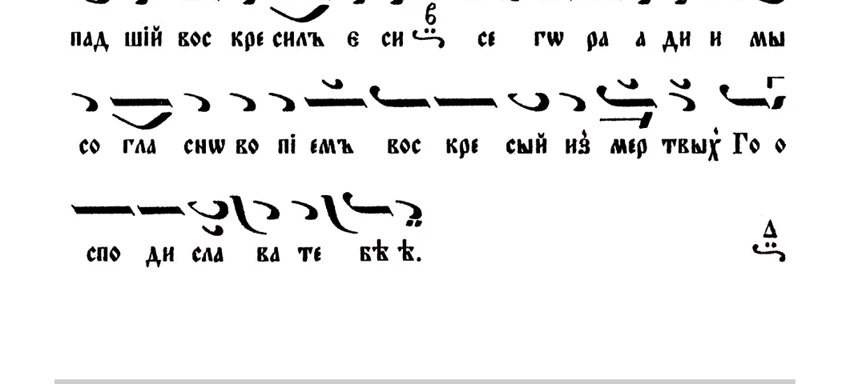 в
пад шїй вос кре силъ є си се гѡ ра а ди и мы
со гла снѡ во пі емъ вос кре сый из̾ мер твых̾ Го о
спо ди сла ва те бѣ ѣ.
Д